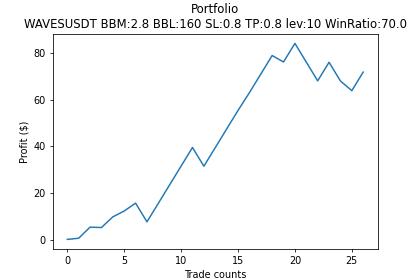 Portfolio
WAVESUSDT BBM:2.8 BBL:160 SL:0.8 TP:0.8 lev:10 WinRatio:70.0
80
60
40
20
0
Profit ($)
0 5 10 15 20 25
Trade counts